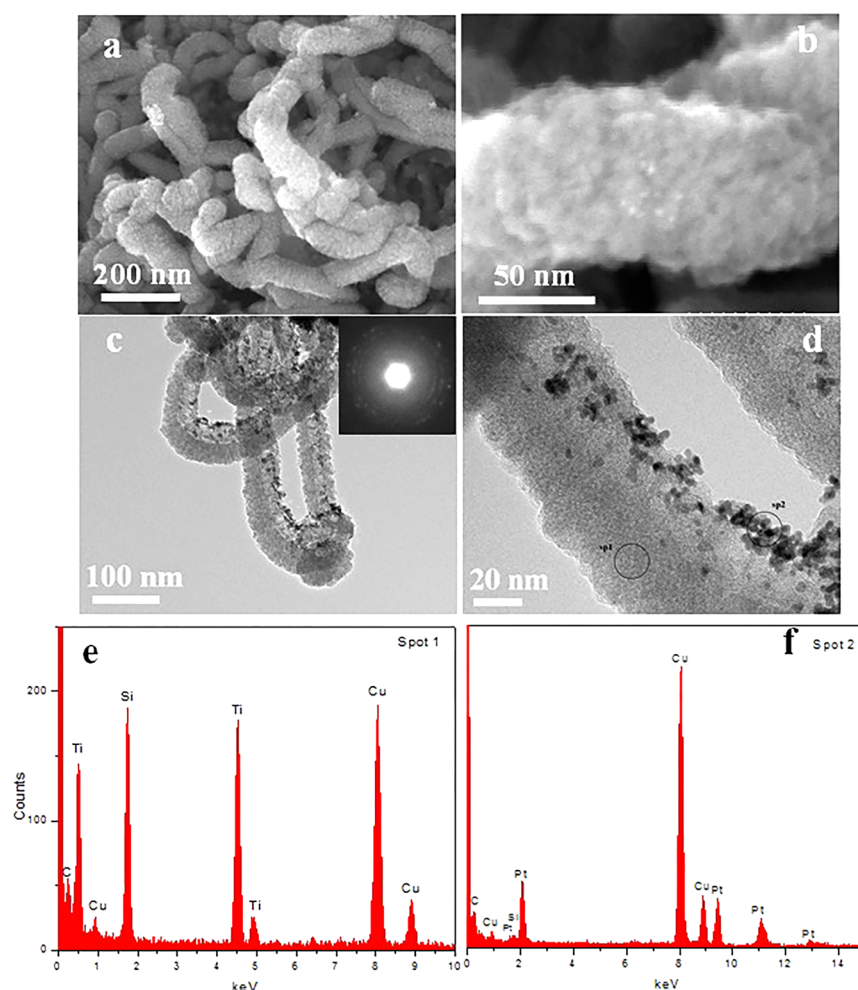 a
b
200 nm
50 nm
c
d
sp1
sp2
100 nm
20 nm
e
Spot 1
Counts
200
100
0
C
Ti
Cu
Si
Ti
Ti
Cu
Cu
0 1 2 3 4 5 6 7 8 9 10
keV
f
Spot 2
C
Cu
Pt
Si
Pt
Cu
Cu
Pt
Pt
Pt
0 2 4 6 8 10 12 14
keV